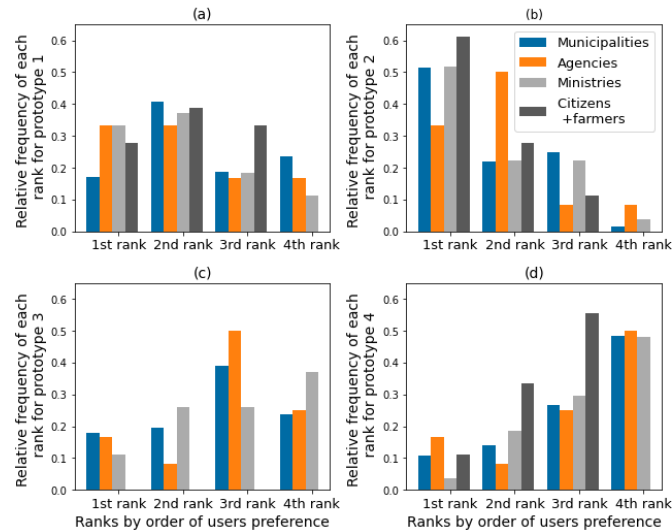 (a)
Relative frequency of each
rank for prototype 1
0.6
0.5
0.4
0.3
0.2
0.1
0.0
1st rank 2nd rank 3rd rank 4th rank
(b)
Relative frequency of each
rank for prototype 2
0.6
0.5
0.4
0.3
0.2
0.1
0.0
Municipalities
Agencies
Ministries
Citizens
+farmers
1st rank 2nd rank 3rd rank 4th rank
(c)
Relative frequency of each
rank for prototype 3
0.6
0.5
0.4
0.3
0.2
0.1
0.0
1st rank 2nd rank 3rd rank 4th rank
Ranks by order of users preference
(d)
Relative frequency of each
rank for prototype 4
0.6
0.5
0.4
0.3
0.2
0.1
0.0
1st rank 2nd rank 3rd rank 4th rank
Ranks by order of users preference